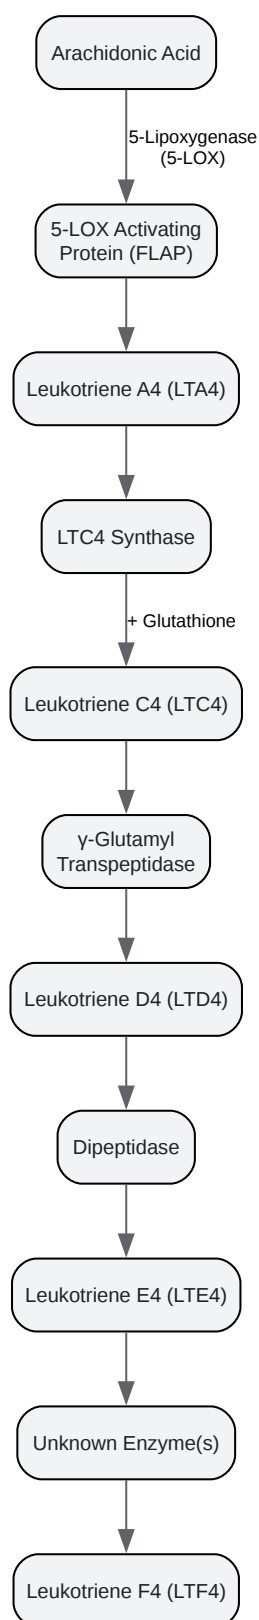 Arachidonic Acid
5-Lipoxygenase
(5-LOX)
5-LOX Activating
Protein (FLAP)
Leukotriene A4 (LTA4)
LTC4 Synthase
+ Glutathione
Leukotriene C4 (LTC4)
γ-Glutamyl
Transpeptidase
Leukotriene D4 (LTD4)
Dipeptidase
Leukotriene E4 (LTE4)
Unknown Enzyme(s)
Leukotriene F4 (LTF4)